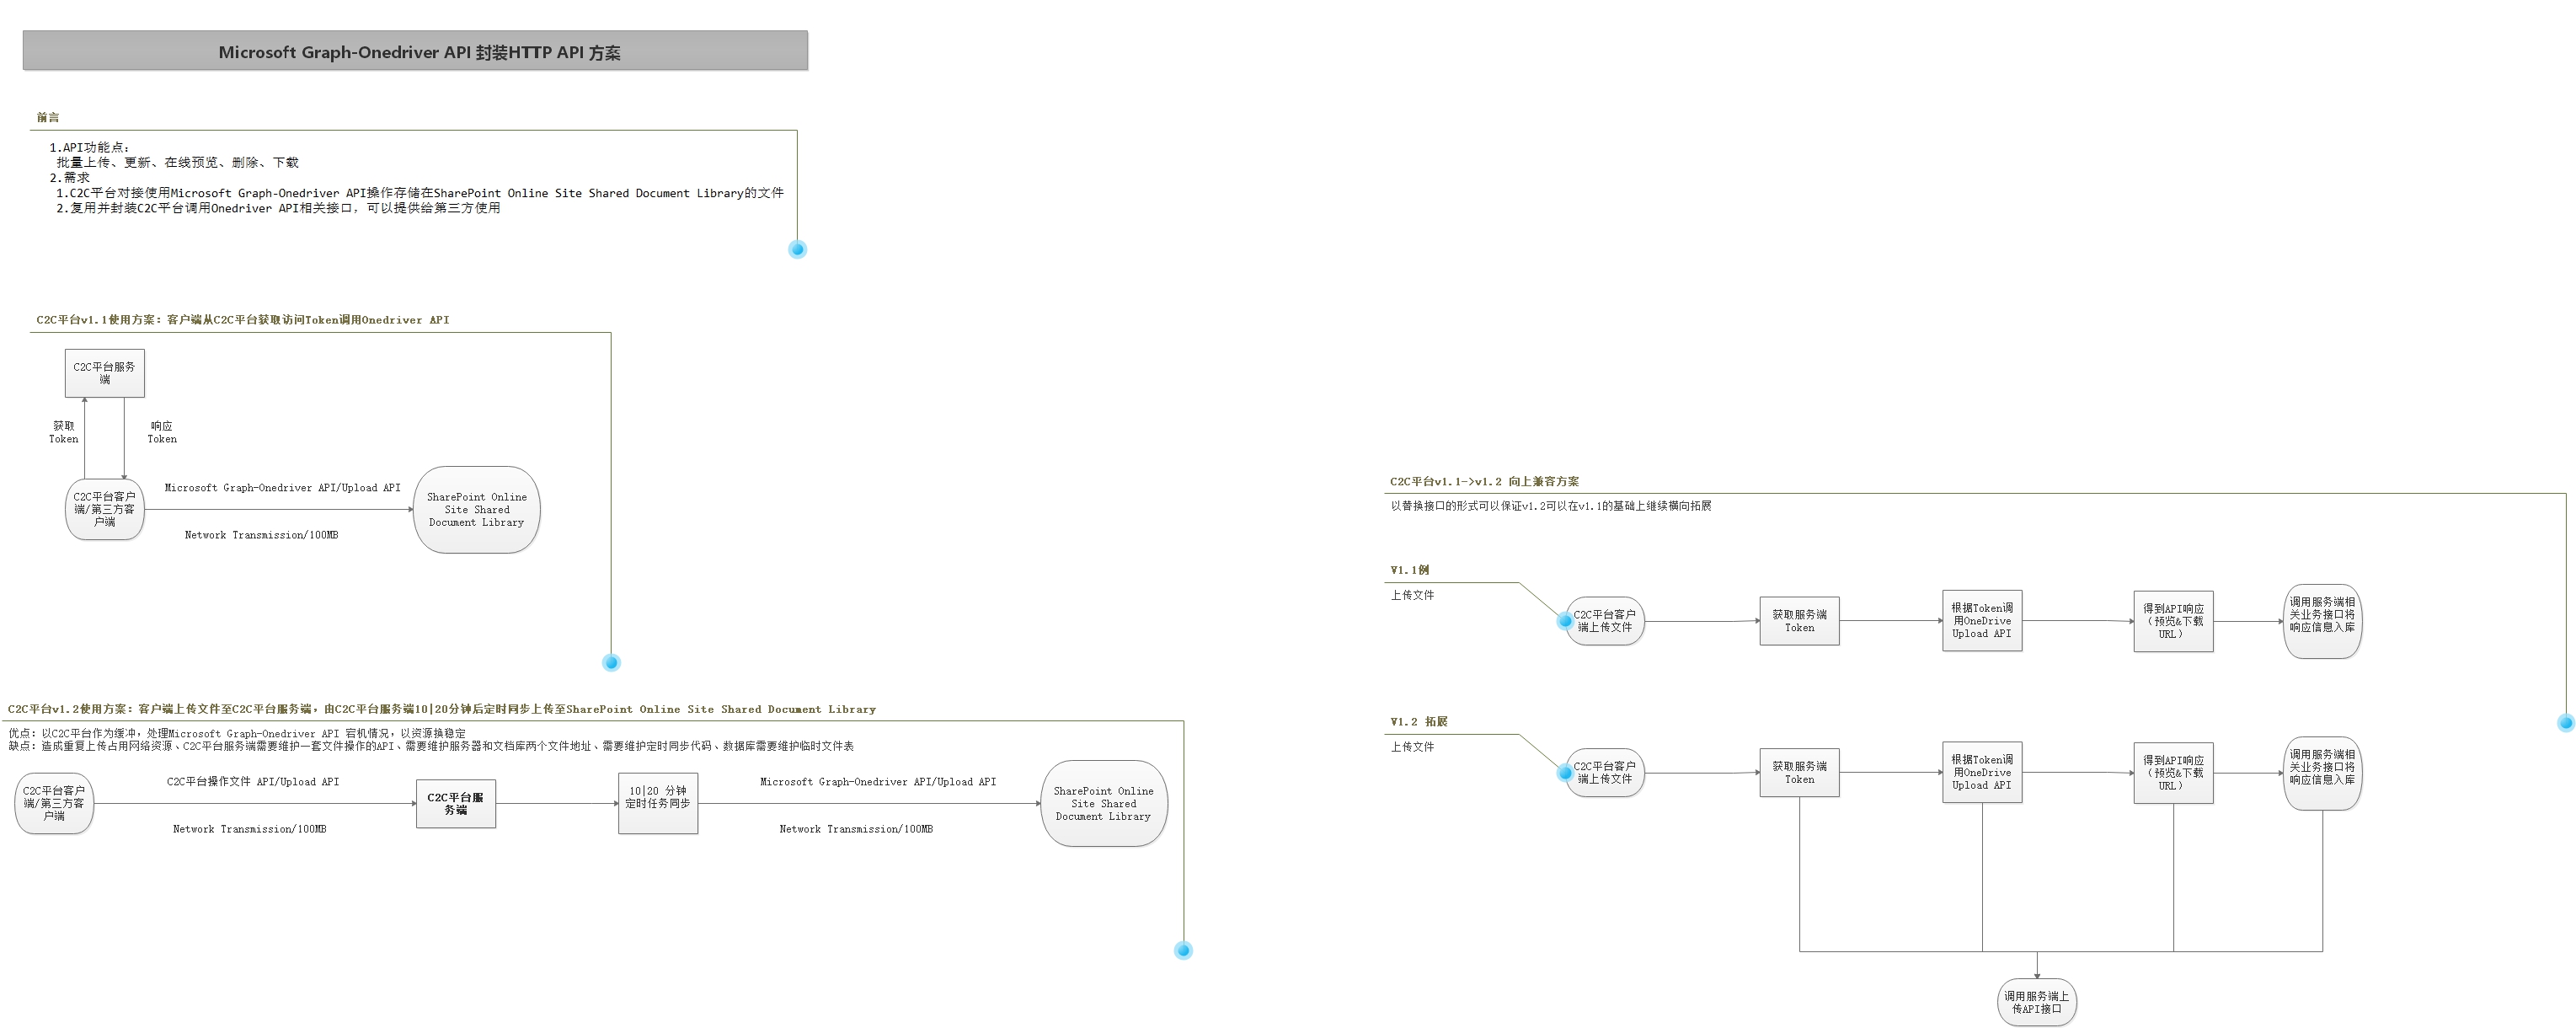 Microsoft Graph-Onedriver API 封装HTTP API 方案
前言
1.API功能点：
批量上传、更新、在线预览、删除、下载
2.需求
1.C2C平台对接使用Microsoft Graph-Onedriver API操作存储在SharePoint Online Site Shared Document Library的文件
2.复用并封装C2C平台调用Onedriver API相关接口，可以提供给第三方使用
C2C平台v1.1使用方案：客户端从C2C平台获取访问Token调用Onedriver API
C2C平台服务
端
获取
Token
响应
Token
C2C平台客户
端/第三方客
户端
Microsoft Graph-Onedriver API/Upload API
Network Transmission/100MB
SharePoint Online
Site Shared
Document Library
C2C平台v1.2使用方案：客户端上传文件至C2C平台服务端，由C2C平台服务端10|20分钟后定时同步上传至SharePoint Online Site Shared Document Library
优点：以C2C平台作为缓冲，处理Microsoft Graph-Onedriver API 宕机情况，以资源换稳定
缺点：造成重复上传占用网络资源、C2C平台服务端需要维护一套文件操作的API、需要维护服务器和文档库两个文件地址、需要维护定时同步代码、数据库需要维护临时文件表
C2C平台客户
端/第三方客
户端
C2C平台操作文件 API/Upload API
Network Transmission/100MB
C2C平台服
务端
10|20 分钟
定时任务同步
Microsoft Graph-Onedriver API/Upload API
Network Transmission/100MB
SharePoint Online
Site Shared
Document Library
C2C平台v1.1->v1.2 向上兼容方案
以替换接口的形式可以保证v1.2可以在v1.1的基础上继续横向拓展
V1.1例
上传文件
C2C平台客户
端上传文件
获取服务端
Token
根据Token调
用OneDrive
Upload API
得到API响应
（预览&下载
URL）
调用服务端相
关业务接口将
响应信息入库
V1.2 拓展
上传文件
C2C平台客户
端上传文件
获取服务端
Token
根据Token调
用OneDrive
Upload API
得到API响应
（预览&下载
URL）
调用服务端相
关业务接口将
响应信息入库
调用服务端上
传API接口